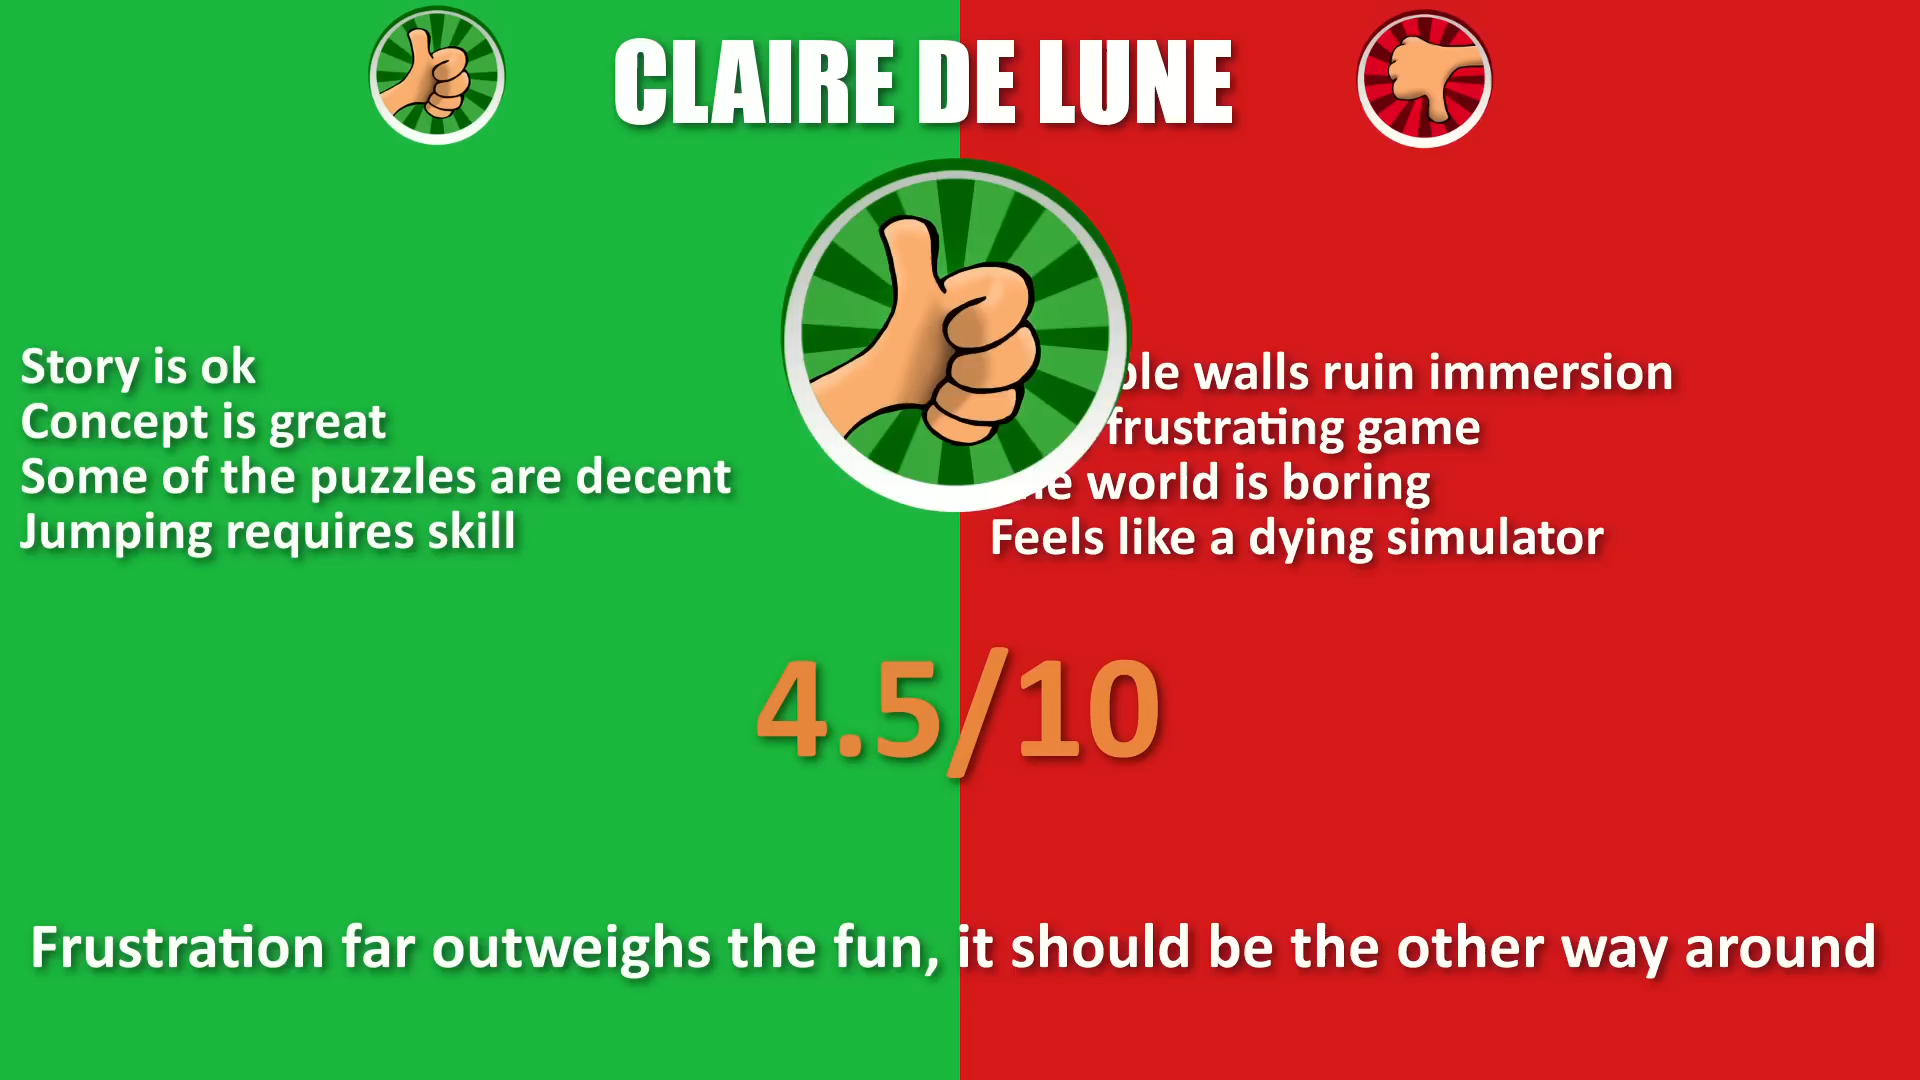 CLAIRE DE LUNE
Story is ok
Concept is great
Some of the puzzles are decent
Jumping requires skill
walls ruin immersion
frustrating game
world is boring
Feels like a dying simulator
4.5/10
Frustration far outweighs the fun, it should be the other way around